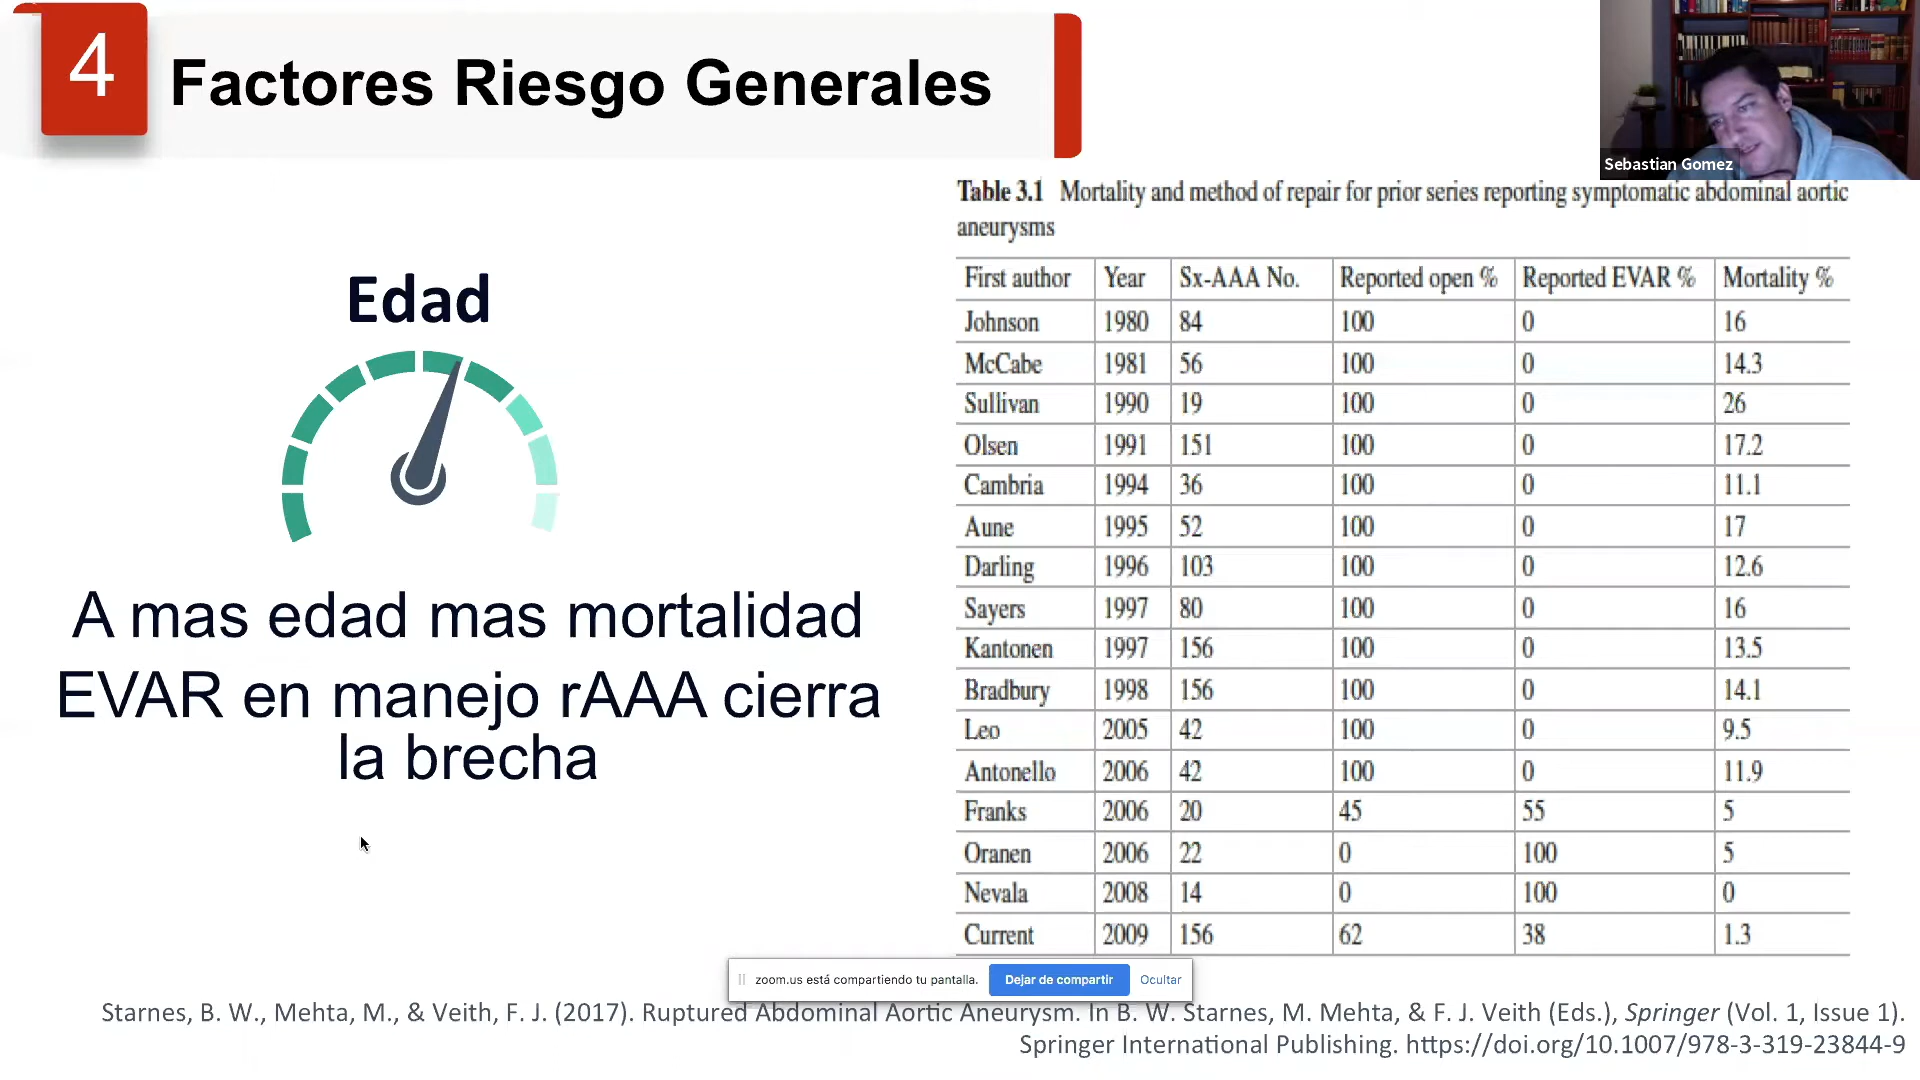 4
Factores Riesgo Generales
Sebastian Gomez
Edad
A mas edad mas mortalidad
EVAR en manejo rAAA cierra
la brecha
Table 3.1 Mortality and method of repair for prior series reporting symptomatic abdominal aortic
aneurysms
First author Year Sx-AAA No. Reported open % Reported EVAR % Mortality %
Johnson 1980 84 100 0 16
McCabe 1981 56 100 0 14.3
Sullivan 1990 19 100 0 26
Olsen 1991 151 100 0 17.2
Cambria 1994 36 100 0 11.1
Aune 1995 52 100 0 17
Darling 1996 103 100 0 12.6
Sayers 1997 80 100 0 16
Kantonen 1997 156 100 0 13.5
Bradbury 1998 156 100 0 14.1
Leo 2005 42 100 0 9.5
Antonello 2006 42 100 0 11.9
Franks 2006 20 45 55 5
Oranen 2006 22 0 100 5
Nevala 2008 14 0 100 0
Current 2009 156 62 38 1.3
zoom.us está compartiendo tu pantalla. Dejar de compartir Ocultar
Starnes, B. W., Mehta, M., & Veith, F. J. (2017). Ruptured Abdominal Aortic Aneurysm. In B. W. Starnes, M. Mehta, & F. J. Veith (Eds.), Springer (Vol. 1, Issue 1).
Springer International Publishing. https://doi.org/10.1007/978-3-319-23844-9